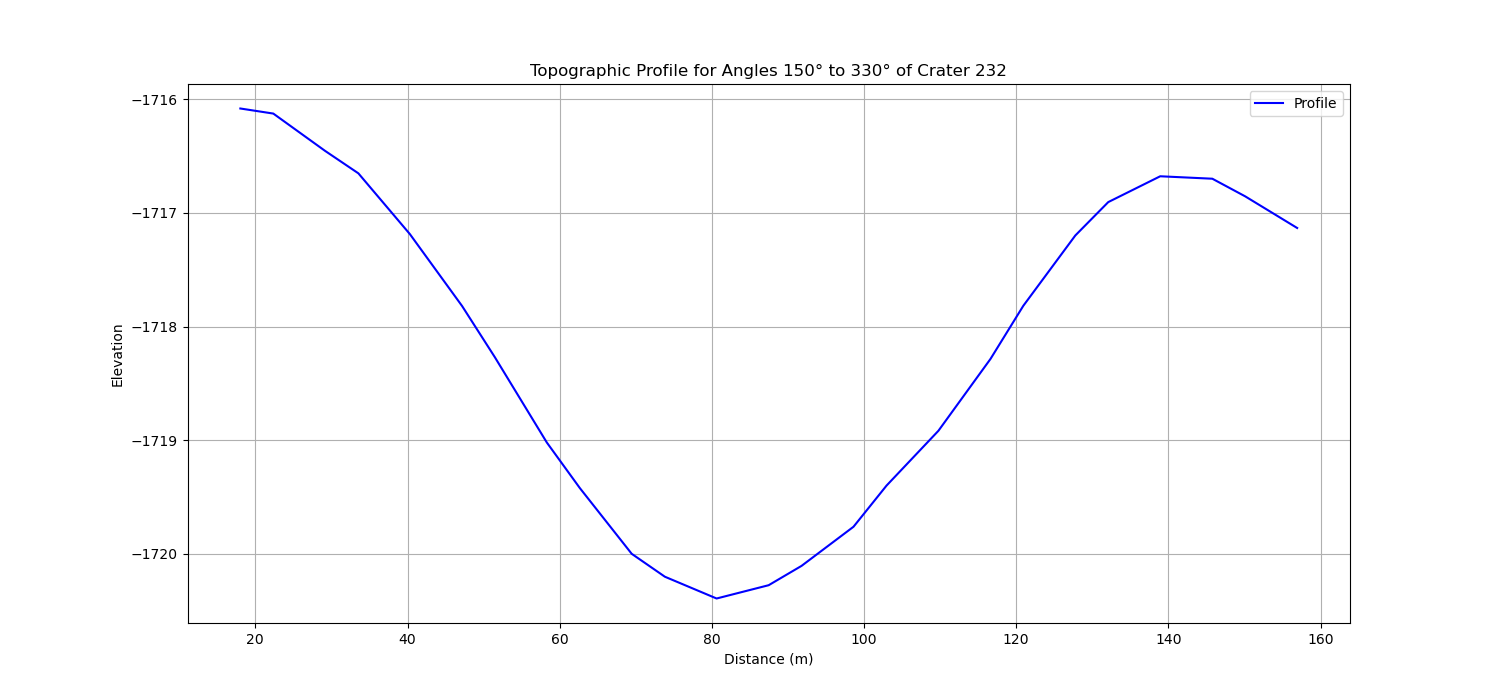 Topographic Profile for Angles 150° to 330° of Crater 232
Profile
−1716
−1717
−1718
−1719
−1720
Elevation
20 40 60 80 100 120 140 160
Distance (m)